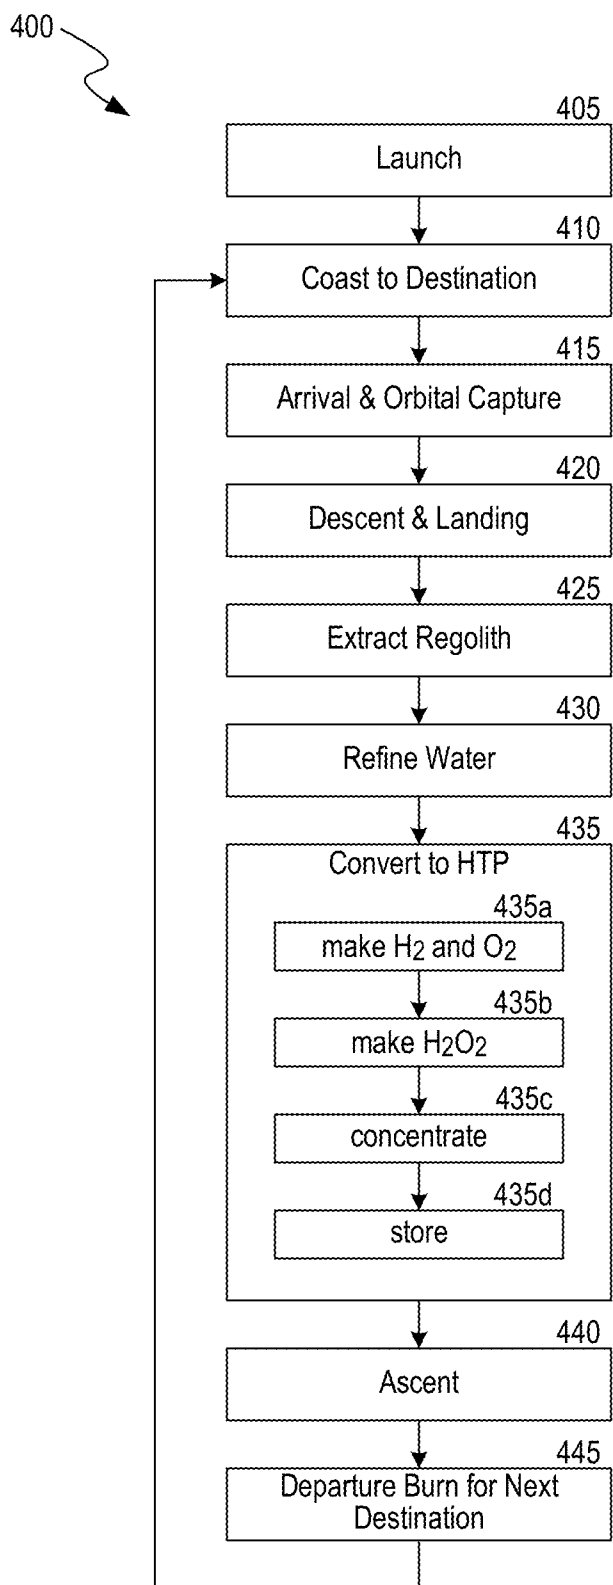 400
405
Launch
410
Coast to Destination
415
Arrival & Orbital Capture
420
Descent & Landing
425
Extract Regolith
430
Refine Water
435
Convert to HTP
435a
make H₂ and O₂
435b
make H₂O₂
435c
concentrate
435d
store
440
Ascent
445
Departure Burn for Next
Destination